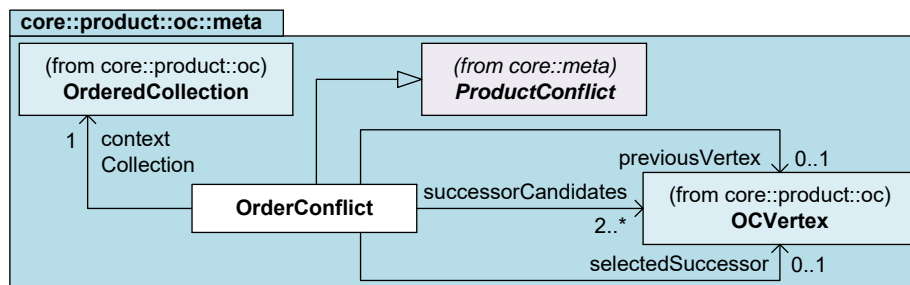 core::product::oc::meta
(from core::product::oc)
OrderedCollection
(from core::meta)
ProductConflict
1
context
Collection
previousVertex
0..1
OrderConflict
successorCandidates
2..*
(from core::product::oc)
OCVertex
selectedSuccessor
0..1